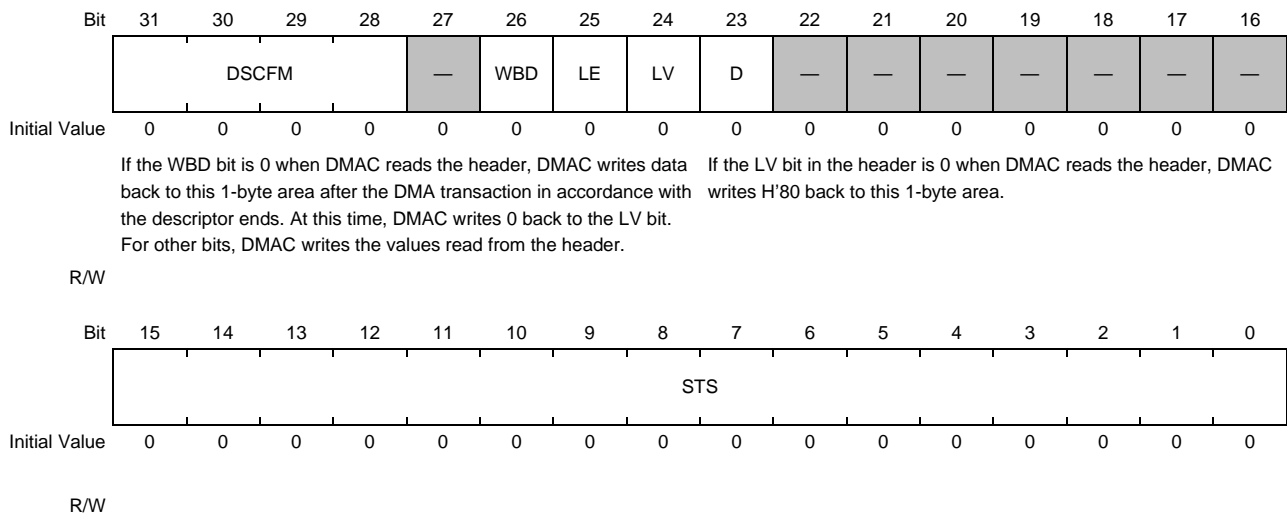 Bit 31 30 29 28 27 26 25 24 23 22 21 20 19 18 17 16
DSCFM — WBD LE LV D — — — — — — —
Initial Value 0 0 0 0 0 0 0 0 0 0 0 0 0 0 0 0
If the WBD bit is 0 when DMAC reads the header, DMAC writes data
back to this 1-byte area after the DMA transaction in accordance with
the descriptor ends. At this time, DMAC writes 0 back to the LV bit.
For other bits, DMAC writes the values read from the header.
If the LV bit in the header is 0 when DMAC reads the header, DMAC
writes H'80 back to this 1-byte area.
R/W
Bit 15 14 13 12 11 10 9 8 7 6 5 4 3 2 1 0
STS
Initial Value 0 0 0 0 0 0 0 0 0 0 0 0 0 0 0 0
R/W